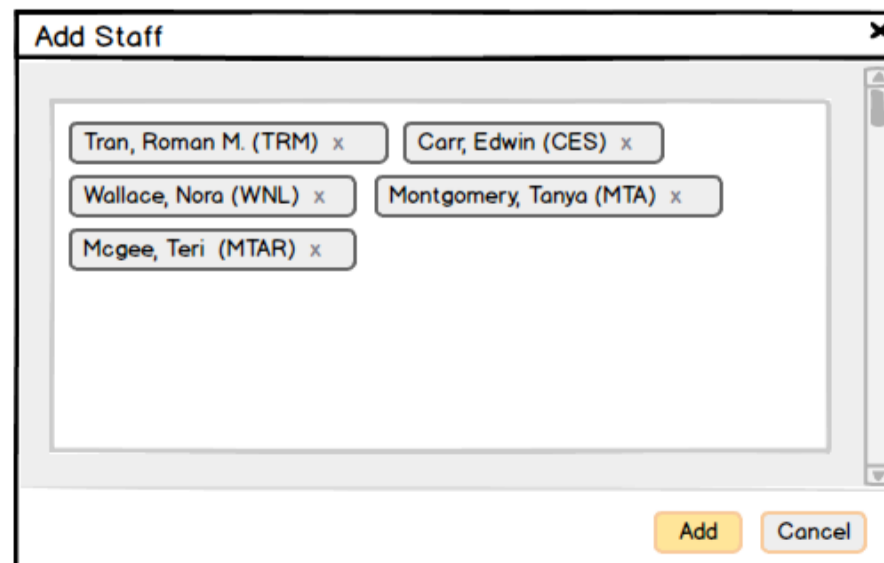 Add Staff x
Tran, Roman M. (TRM) x Carr, Edwin (CES) x
Wallace, Nora (WNL) x Montgomery, Tanya (MTA) x
Mcgee, Teri (MTAR) x
Add Cancel